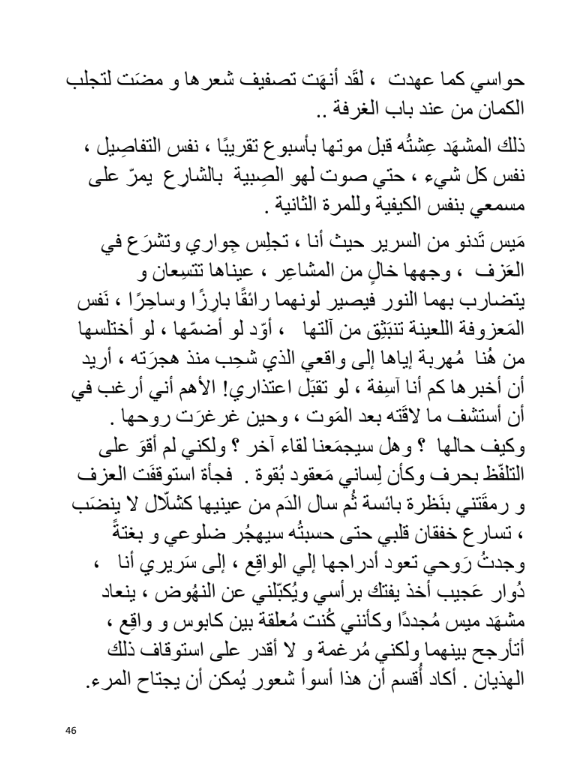 حواسي كما عهدت  ، لقَد أنهَت تصفيف شعرها و مضَت لتجلب
الكمان من عند باب الغرفة ..
ذلك المشهَد عِشتُه قبل موتها بأسبوع تقريبًا ، نفس التفاصِيل ،
نفس كل شيء ، حتي صوت لهو الصِبية  بالشارِع  يمرّ على
مسمعي بنفس الكيفية وللمرة الثانية .
مَيس تَدنو من السرير حيث أنا ، تجلِس جِواري وتشرَع في
العَزف  ، وجهها خالٍ من المشاعِر ، عيناها تتسِعان و
يتضارب بهما النور فيصير لونهما رائقًا بارِزًا وساحِرًا ، نَفس
المَعزوفة اللعينة تنبَثِق من آلتها   ، أوّد لو أضمّها ، لو أختلسها
من هُنا  مُهربة إياها إلى واقعي الذي شحِب منذ هجرَته ، أريد
أن أخبرها كم أنا آسِفة ، لو تقبَل اعتذاري! الأهم أني أرغب في
أن أستشف ما لاقَته بعد المَوت ، وحين غرغرَت روحها .
وكيف حالها  ؟ وهل سيجمَعنا لقاء آخر ؟ ولكني لم أقوَ على
التلفّظ بحرف وكأن لِساني مَعقود بُقوة .  فجأة استوقفَت العزف
و رمقَتني بنَظرة بائسة ثُم سال الدَم من عينيها كشلّال لا ينضَب
، تسارع خفقان قلبي حتى حسبتُه سيهجُر ضلوعي و بغتةً
وجدتُ رَوحي تعود أدراجها إلي الواقِع ، إلى سَريري أنا   ،
دُوار عَجيب أخذ يفتك برأسي ويُكبّلني عن النهُوض ، ينعاد
مشهَد ميس مُجددًا وكأنني كُنت مُعلقة بين كابوس و واقِع ،
أتأرجح بينهما ولكني مُرغمة و لا أقدر على استوقاف ذلك
الهذيان . أكاد أُقسم أن هذا أسوأ شعور يُمكن أن يجتاح المرء.
46